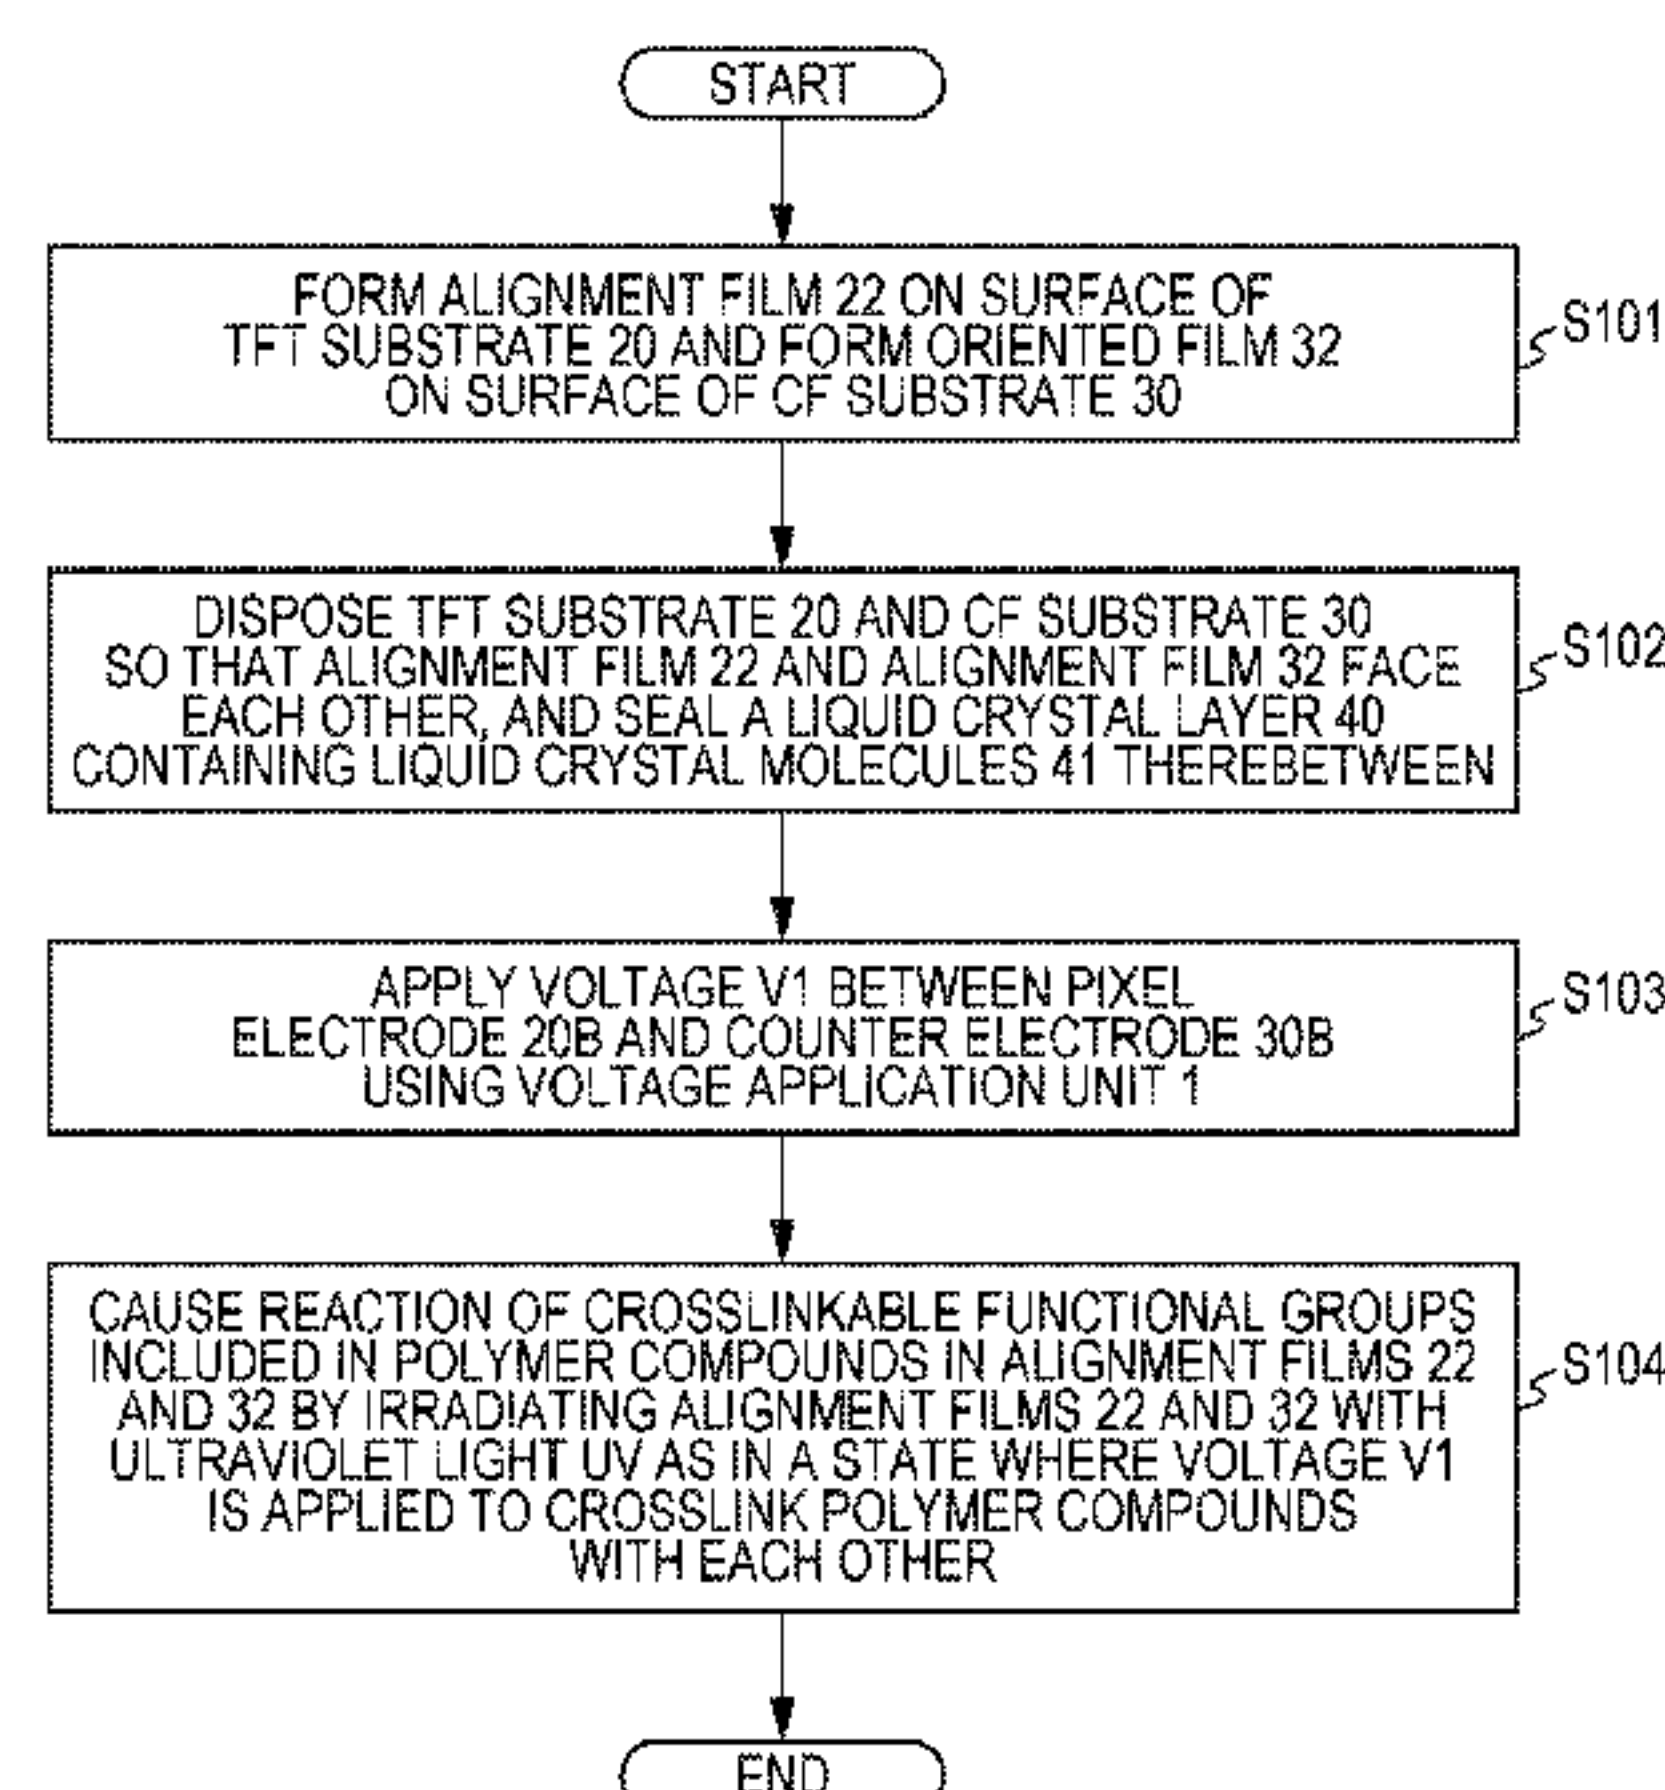 START
FORM ALIGNMENT FILM 22 ON SURFACE OF
TFT SUBSTRATE 20 AND FORM ORIENTED FILM 32
ON SURFACE OF CF SUBSTRATE 30
S101
DISPOSE TFT SUBSTRATE 20 AND CF SUBSTRATE 30
SO THAT ALIGNMENT FILM 22 AND ALIGNMENT FILM 32 FACE
EACH OTHER, AND SEAL A LIQUID CRYSTAL LAYER 40
CONTAINING LIQUID CRYSTAL MOLECULES 41 THEREBETWEEN
S102
APPLY VOLTAGE V1 BETWEEN PIXEL
ELECTRODE 20B AND COUNTER ELECTRODE 30B
USING VOLTAGE APPLICATION UNIT 1
S103
CAUSE REACTION OF CROSSLINKABLE FUNCTIONAL GROUPS
INCLUDED IN POLYMER COMPOUNDS IN ALIGNMENT FILMS 22
AND 32 BY IRRADIATING ALIGNMENT FILMS 22 AND 32 WITH
ULTRAVIOLET LIGHT UV AS IN A STATE WHERE VOLTAGE V1
IS APPLIED TO CROSSLINK POLYMER COMPOUNDS
WITH EACH OTHER
S104
END